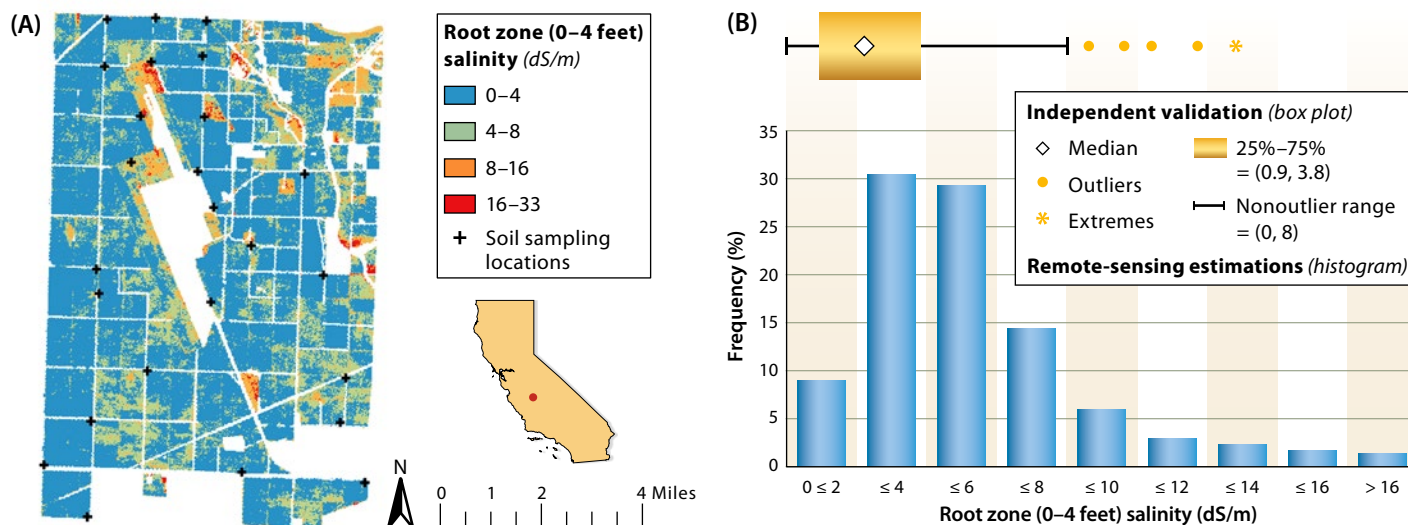 (A)
Root zone (0–4 feet)
salinity (dS/m)
0–4
4–8
8–16
16–33
Soil sampling
locations
N
0 2 4 Miles
(B)
Independent validation (box plot)
Median
Outliers
Extremes
25%–75%
= (0.9, 3.8)
Nonoutlier range
= (0, 8)
Remote-sensing estimations (histogram)
Frequency (%)
35
30
25
20
15
10
5
0
0 ≤ 2 ≤ 4 ≤ 6 ≤ 8 ≤ 10 ≤ 12 ≤ 14 ≤ 16 > 16
Root zone (0–4 feet) salinity (dS/m)